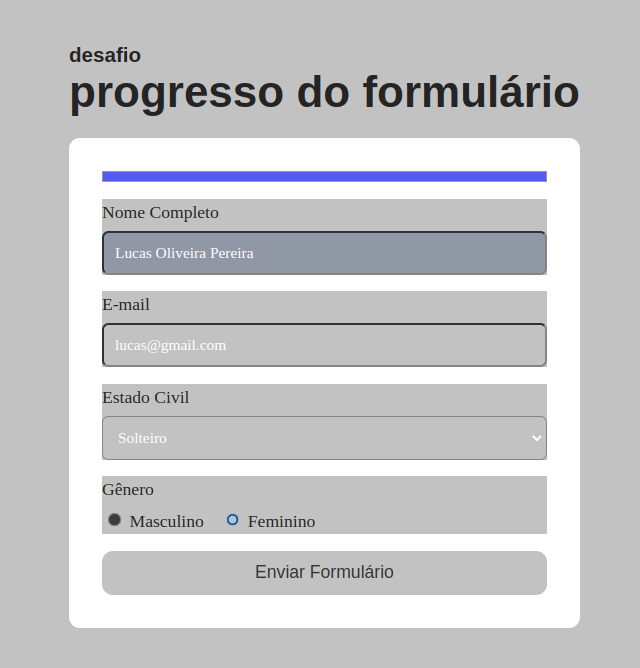 desafio
progresso do formulário
Nome Completo
Lucas Oliveira Pereira
E-mail
lucas@gmail.com
Estado Civil
Solteiro
Gênero
Masculino Feminino
Enviar Formulário